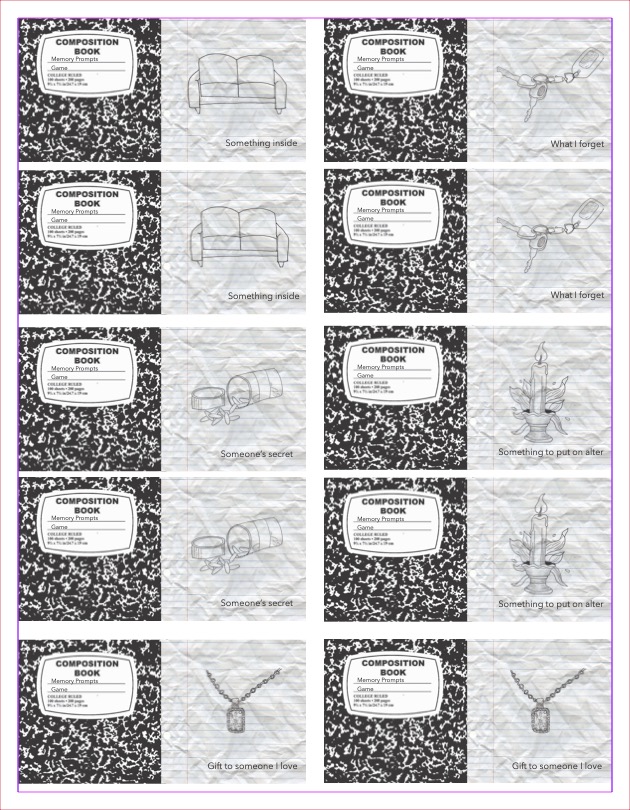 COMPOSITION
BOOK
Memory Prompts
Game
COLLEGE RULED
100 sheets • 200 pages
9¾ x 7½ in/24.7 x 19 cm
Something inside
COMPOSITION
BOOK
Memory Prompts
Game
COLLEGE RULED
100 sheets • 200 pages
9¾ x 7½ in/24.7 x 19 cm
What I forget
COMPOSITION
BOOK
Memory Prompts
Game
COLLEGE RULED
100 sheets • 200 pages
9¾ x 7½ in/24.7 x 19 cm
Something inside
COMPOSITION
BOOK
Memory Prompts
Game
COLLEGE RULED
100 sheets • 200 pages
9¾ x 7½ in/24.7 x 19 cm
What I forget
COMPOSITION
BOOK
Memory Prompts
Game
COLLEGE RULED
100 sheets • 200 pages
9¾ x 7½ in/24.7 x 19 cm
Someone's secret
COMPOSITION
BOOK
Memory Prompts
Game
COLLEGE RULED
100 sheets • 200 pages
9¾ x 7½ in/24.7 x 19 cm
Something to put on alter
COMPOSITION
BOOK
Memory Prompts
Game
COLLEGE RULED
100 sheets • 200 pages
9¾ x 7½ in/24.7 x 19 cm
Someone's secret
COMPOSITION
BOOK
Memory Prompts
Game
COLLEGE RULED
100 sheets • 200 pages
9¾ x 7½ in/24.7 x 19 cm
Something to put on alter
COMPOSITION
BOOK
Memory Prompts
Game
COLLEGE RULED
100 sheets • 200 pages
9¾ x 7½ in/24.7 x 19 cm
Gift to someone I love
COMPOSITION
BOOK
Memory Prompts
Game
COLLEGE RULED
100 sheets • 200 pages
9¾ x 7½ in/24.7 x 19 cm
Gift to someone I love